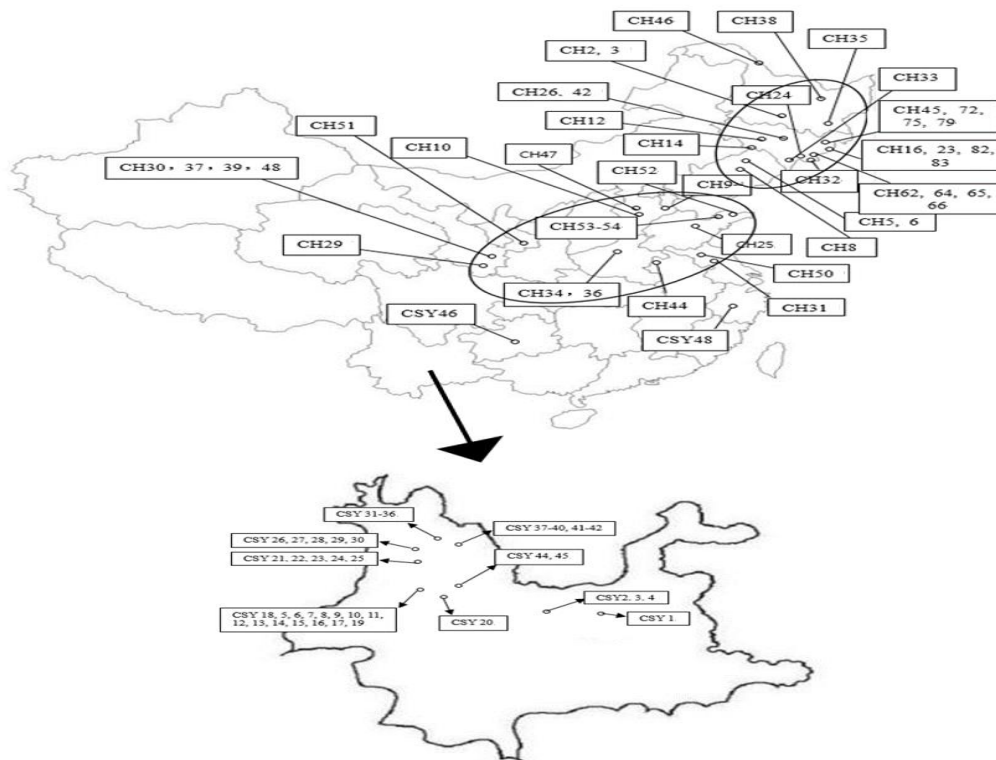 CH46
CH38
CH35
CH2, 3
CH33
CH26, 42
CH24
CH45, 72,
75, 79
CH51
CH12
CH10
CH14
CH47
CH16, 23, 82,
83
CH30, 37, 39, 48
CH52
CH9
CH32
CH62, 64, 65,
66
CH53-54
CH5, 6
CH29
CH25
CH8
CH50
CH34, 36
CH44
CH31
CSY46
CSY48
CSY 31-36
CSY 37-40, 41-42
CSY 26, 27, 28, 29, 30
CSY 21, 22, 23, 24, 25
CSY 44, 45
CSY2, 3, 4
CSY 18, 5, 6, 7, 8, 9, 10, 11,
12, 13, 14, 15, 16, 17, 19
CSY 20
CSY 1